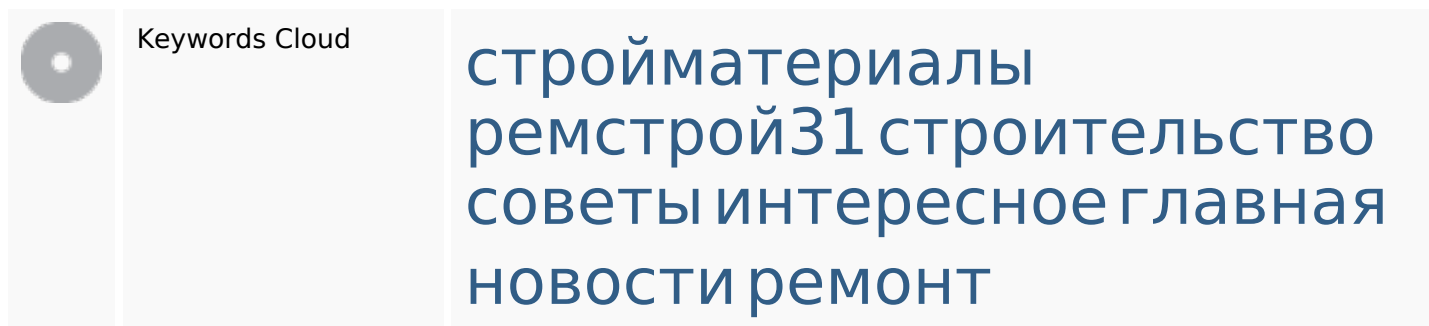 Keywords Cloud
стройматериалы
ремстрой31 строительство
советы интересное главная
новости ремонт